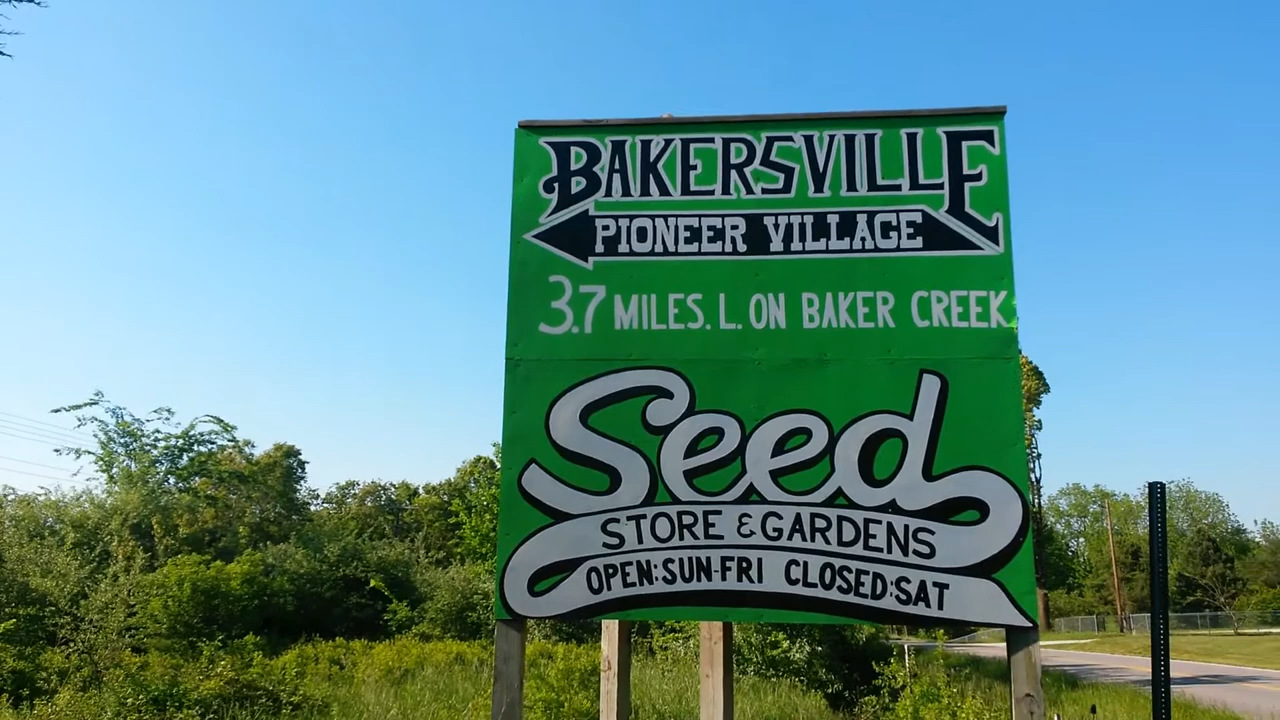 BAKERSVILLE
PIONEER VILLAGE
3.7 MILES. L. ON BAKER CREEK
Seed
STORE & GARDENS
OPEN: SUN-FRI CLOSED: SAT